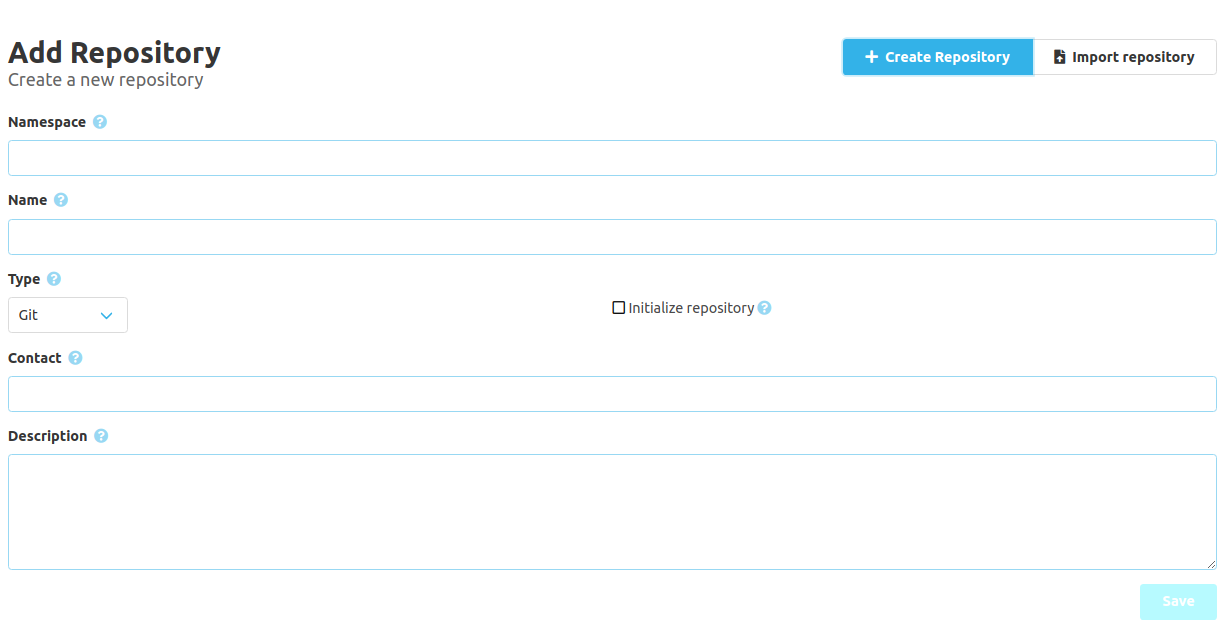 Add Repository
Create a new repository
Create Repository
Import repository
Namespace
Name
Type
Git
Initialize repository
Contact
Description
Save